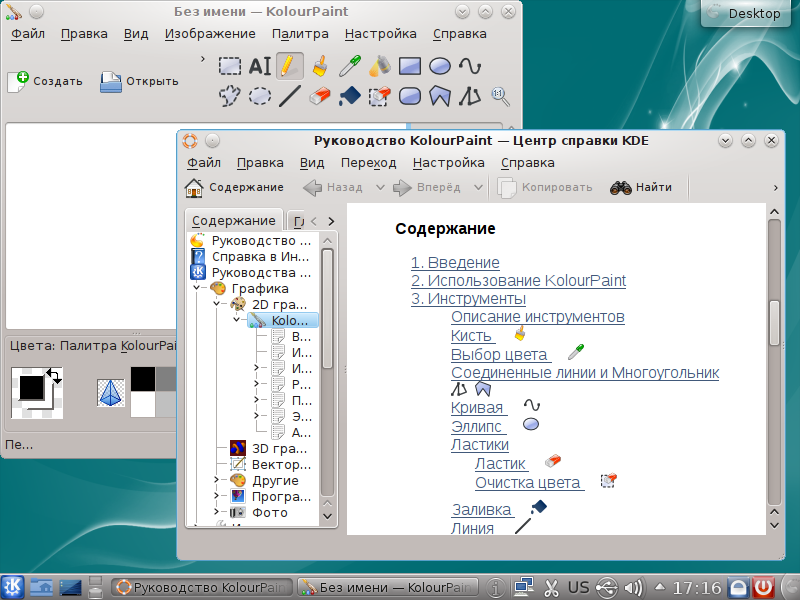 Без имени — KolourPaint
Desktop
Файл Правка Вид Изображение Палитра Настройка Справка
Создать Открыть
Руководство KolourPaint — Центр справки KDE
Файл Правка Вид Переход Настройка Справка
Содержание Назад Вперёд Копировать Найти
Содержание Гл
Руководство ...
Справка в Ин...
Руководства
Графика
2D гра...
Kolo...
В...
И...
И...
Р...
П...
Э...
А...
3D гра...
Вектор...
Другие
Програ...
Фото
Содержание
1. Введение
2. Использование KolourPaint
3. Инструменты
Описание инструментов
Кисть
Выбор цвета
Соединенные линии и Многоугольник
Кривая
Эллипс
Ластики
Ластик
Очистка цвета
Заливка
Линия
Цвета: Палитра KolourPai
Пе...
Руководство KolourPain
Без имени — KolourPain
US
17:16